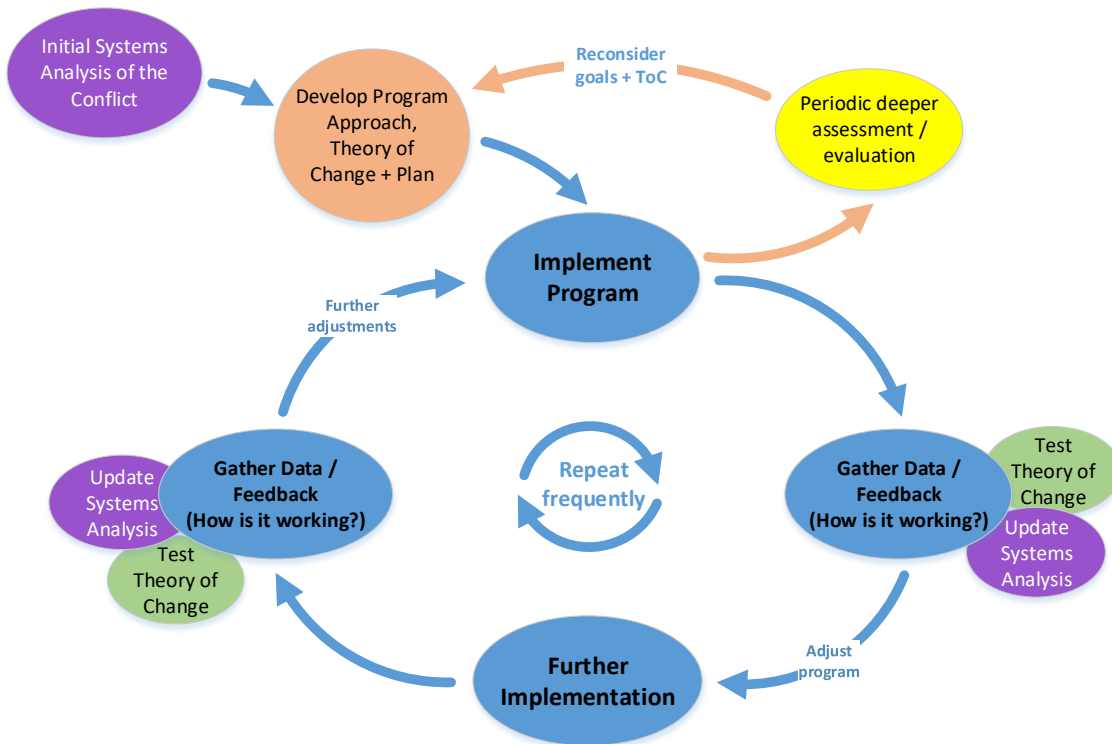 Initial Systems
Analysis of the
Conflict
Develop Program
Approach,
Theory of
Change + Plan
Reconsider
goals + ToC
Periodic deeper
assessment /
evaluation
Implement
Program
Further
adjustments
Gather Data /
Feedback
(How is it working?)
Update
Systems
Analysis
Test
Theory of
Change
Repeat
frequently
Gather Data /
Feedback
(How is it working?)
Test
Theory of
Change
Update
Systems
Analysis
Adjust
program
Further
Implementation